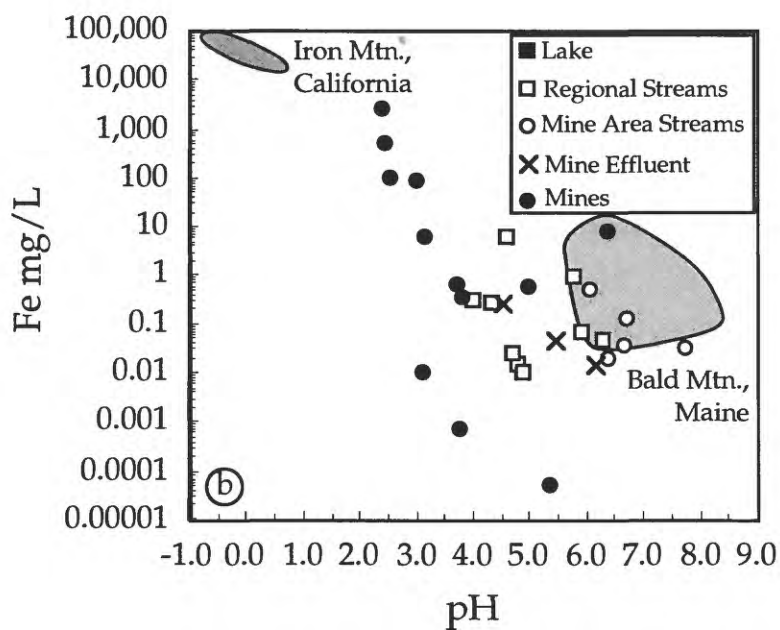 100,000
10,000
1,000
100
10
1
0.1
0.01
0.001
0.0001
0.00001
Fe mg/L
Iron Mtn.,
California
Lake
Regional Streams
Mine Area Streams
Mine Effluent
Mines
Bald Mtn.,
Maine
b
-1.0 0.0 1.0 2.0 3.0 4.0 5.0 6.0 7.0 8.0 9.0
pH